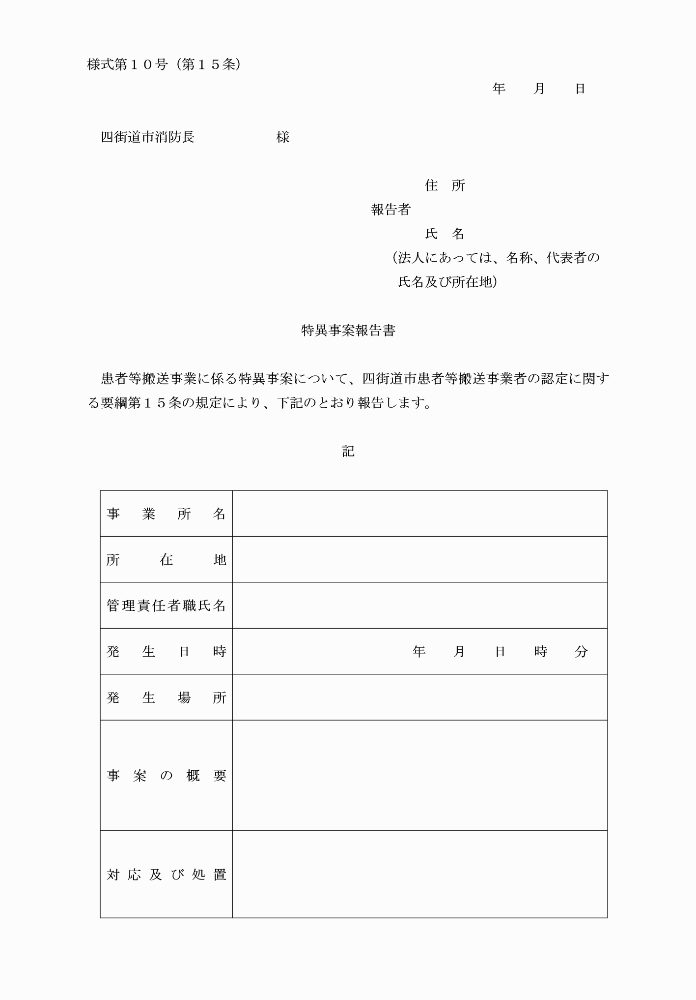 様式第１０号（第１５条）
年　　月　　日
四街道市消防長　　　　　　様
住　所
報告者
氏　名
（法人にあっては、名称、代表者の
氏名及び所在地）
特異事案報告書
患者等搬送事業に係る特異事案について、四街道市患者等搬送事業者の認定に関す
る要綱第１５条の規定により、下記のとおり報告します。
記
事業所名
所在地
管理責任者職氏名
発生日時　　年　　月　　日　　時　　分
発生場所
事案の概要
対応及び処置